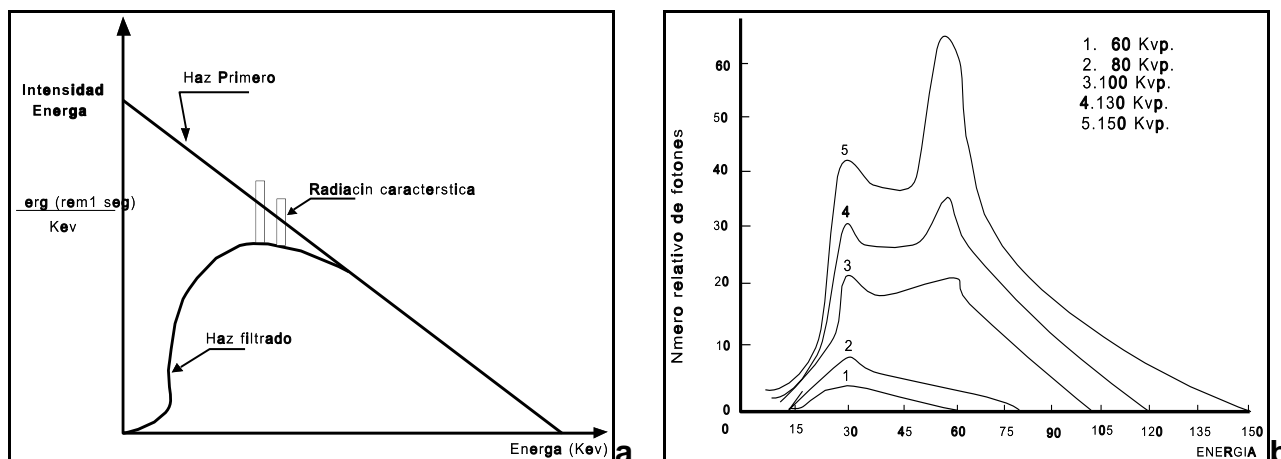 Intensidad
Energa
erg (rem1 seg)
Kev
Haz Primero
Radiacin caracterstica
Haz filtrado
Energa (Kev)
a
Nmero relativo de fotones
60
50
40
30
20
10
0
0 15 30 45 60 75 90 105 120 135 150
ENERGIA
1. 60 Kvp.
2. 80 Kvp.
3.100 Kvp.
4.130 Kvp.
5.150 Kvp.
5
4
3
2
1
b